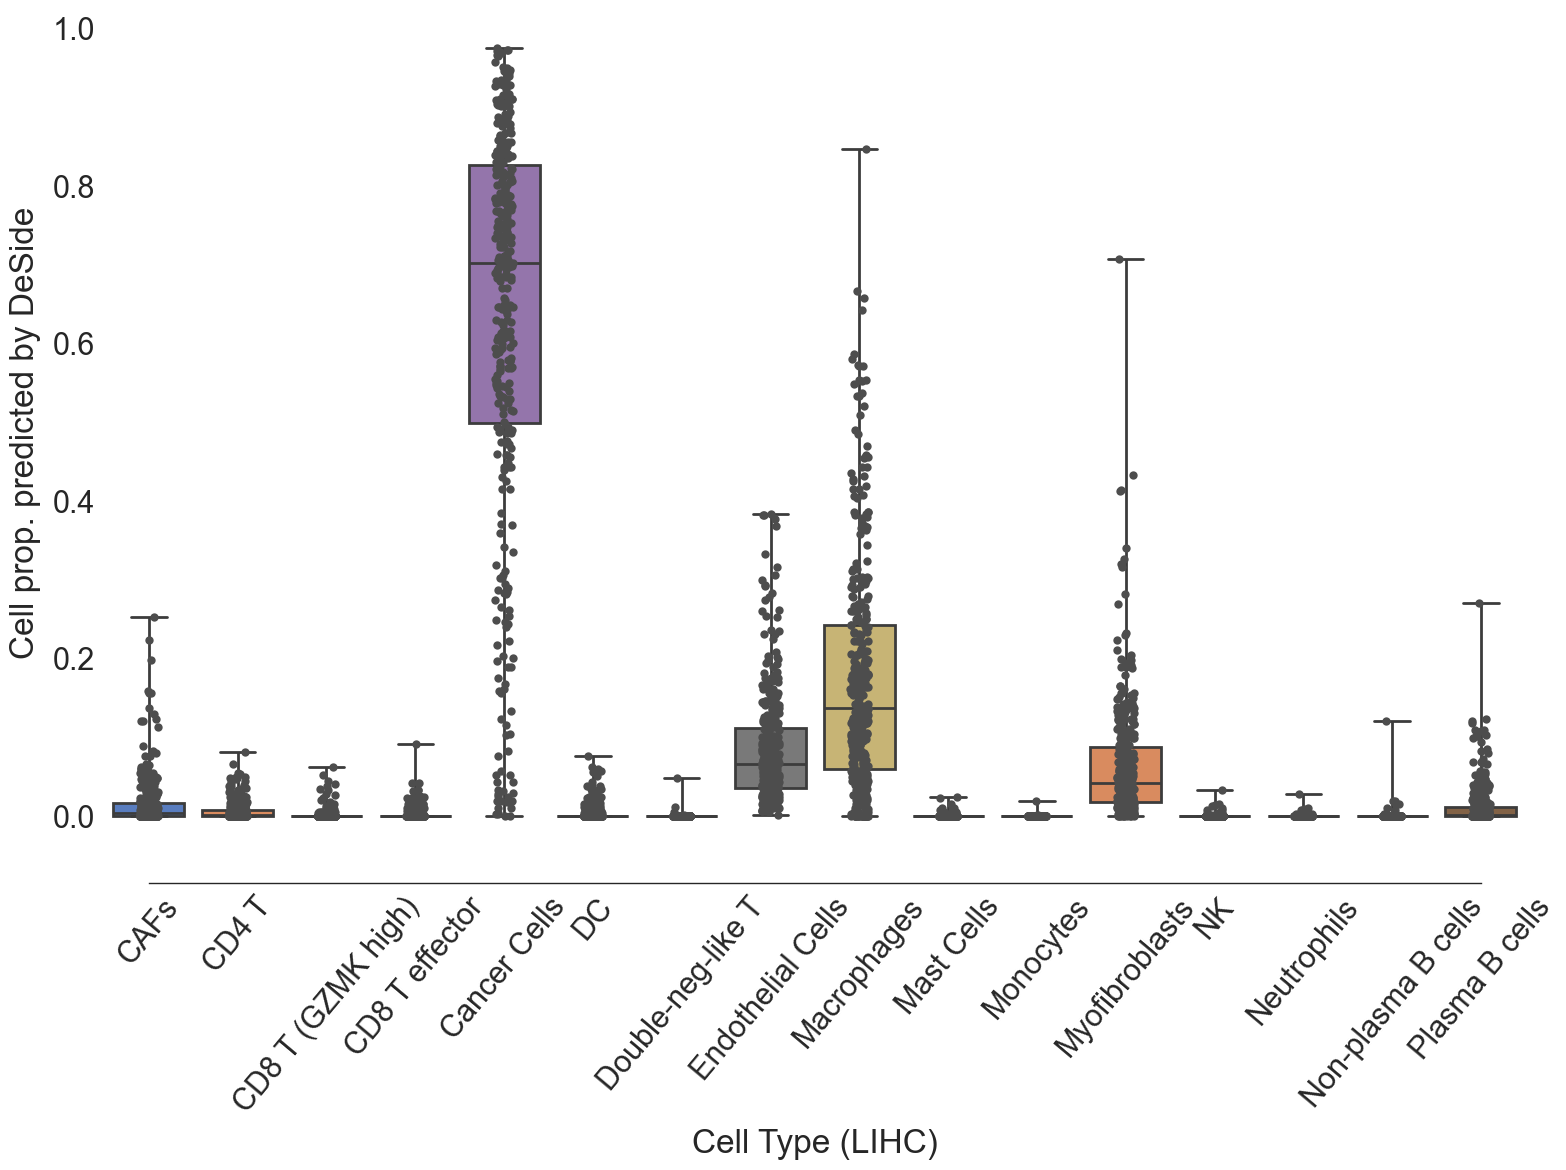 1.0
0.8
0.6
0.4
0.2
0.0
Cell prop. predicted by DeSide
CAFs
CD4 T
CD8 T (GZMK high)
CD8 T effector
Cancer Cells
DC
Double-neg-like T
Endothelial Cells
Macrophages
Mast Cells
Monocytes
Myofibroblasts
NK
Neutrophils
Non-plasma B cells
Plasma B cells
Cell Type (LIHC)